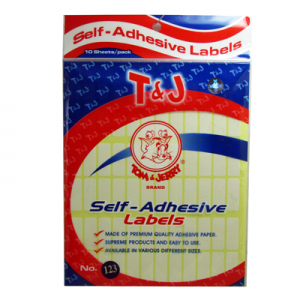 Self-Adhesive Labels
10 Sheets/pack
T&J
TOM & JERRY
BRAND
Self-Adhesive
Labels
✓ MADE OF PREMIUM QUALITY ADHESIVE PAPER.
✓ SUPREME PRODUCTS AND EASY TO USE.
✓ AVAILABLE IN VARIOUS DIFFERENT SIZES.
No. 123